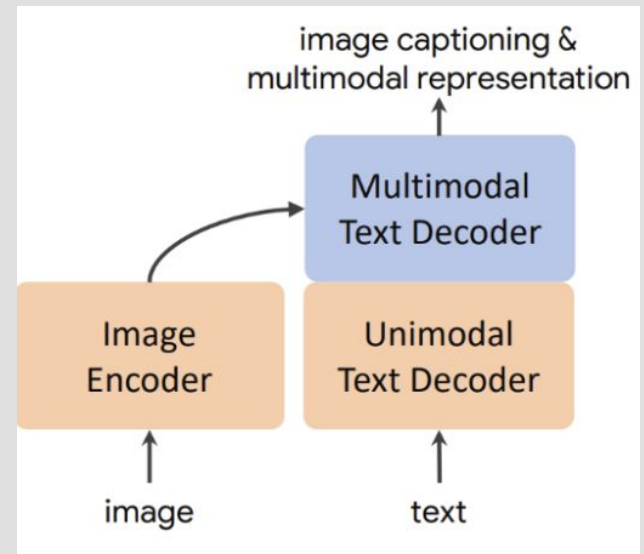 image captioning &
multimodal representation
Multimodal
Text Decoder
Image
Encoder
Unimodal
Text Decoder
image
text